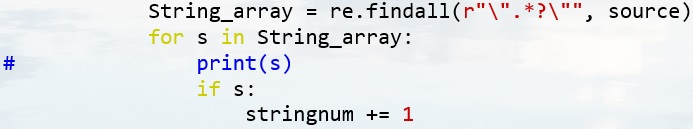 String_array = re.findall(r"\".*?\"", source)
for s in String_array:
#               print(s)
if s:
stringnum += 1